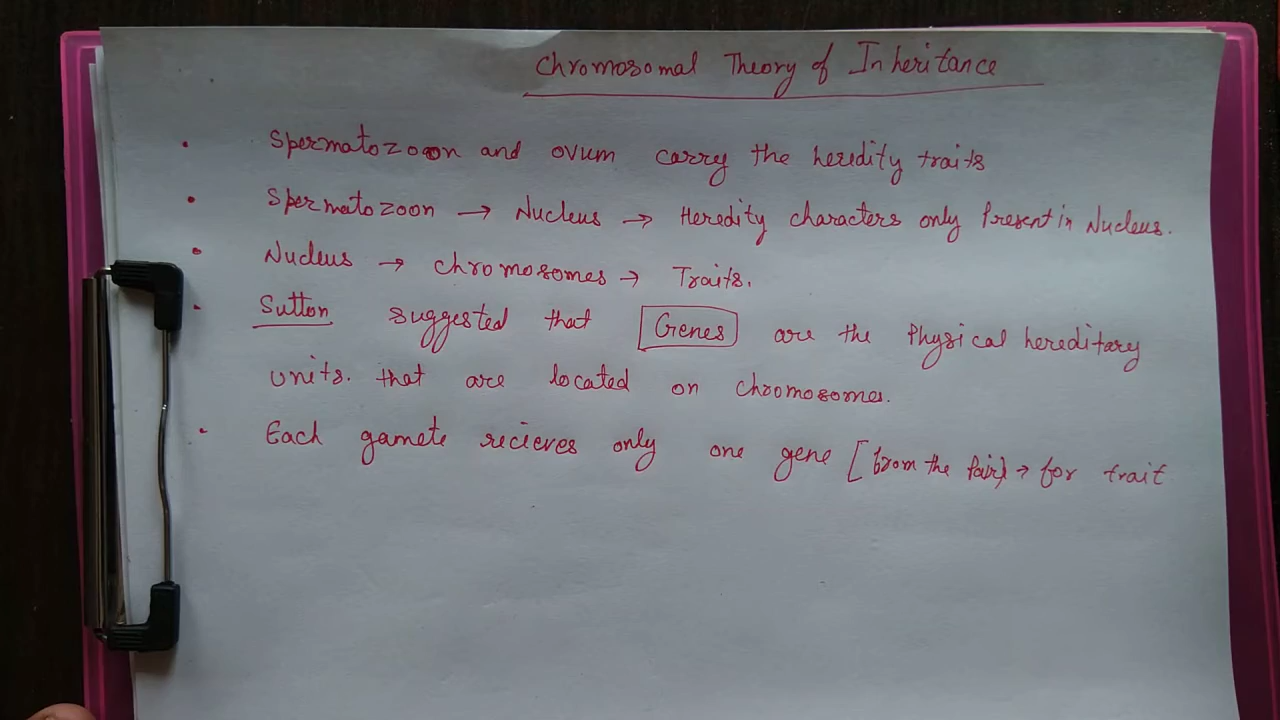 Chromosomal Theory of Inheritance
• Spermatozoon and ovum carry the heredity traits
• Spermatozoon → Nucleus → Heredity characters only Present in Nucleus.
• Nucleus → chromosomes → Traits.
• Sutton suggested that Genes are the Physical hereditary
units. that are located on chromosomes.
• Each gamete recieves only one gene [from the pair) → for trait